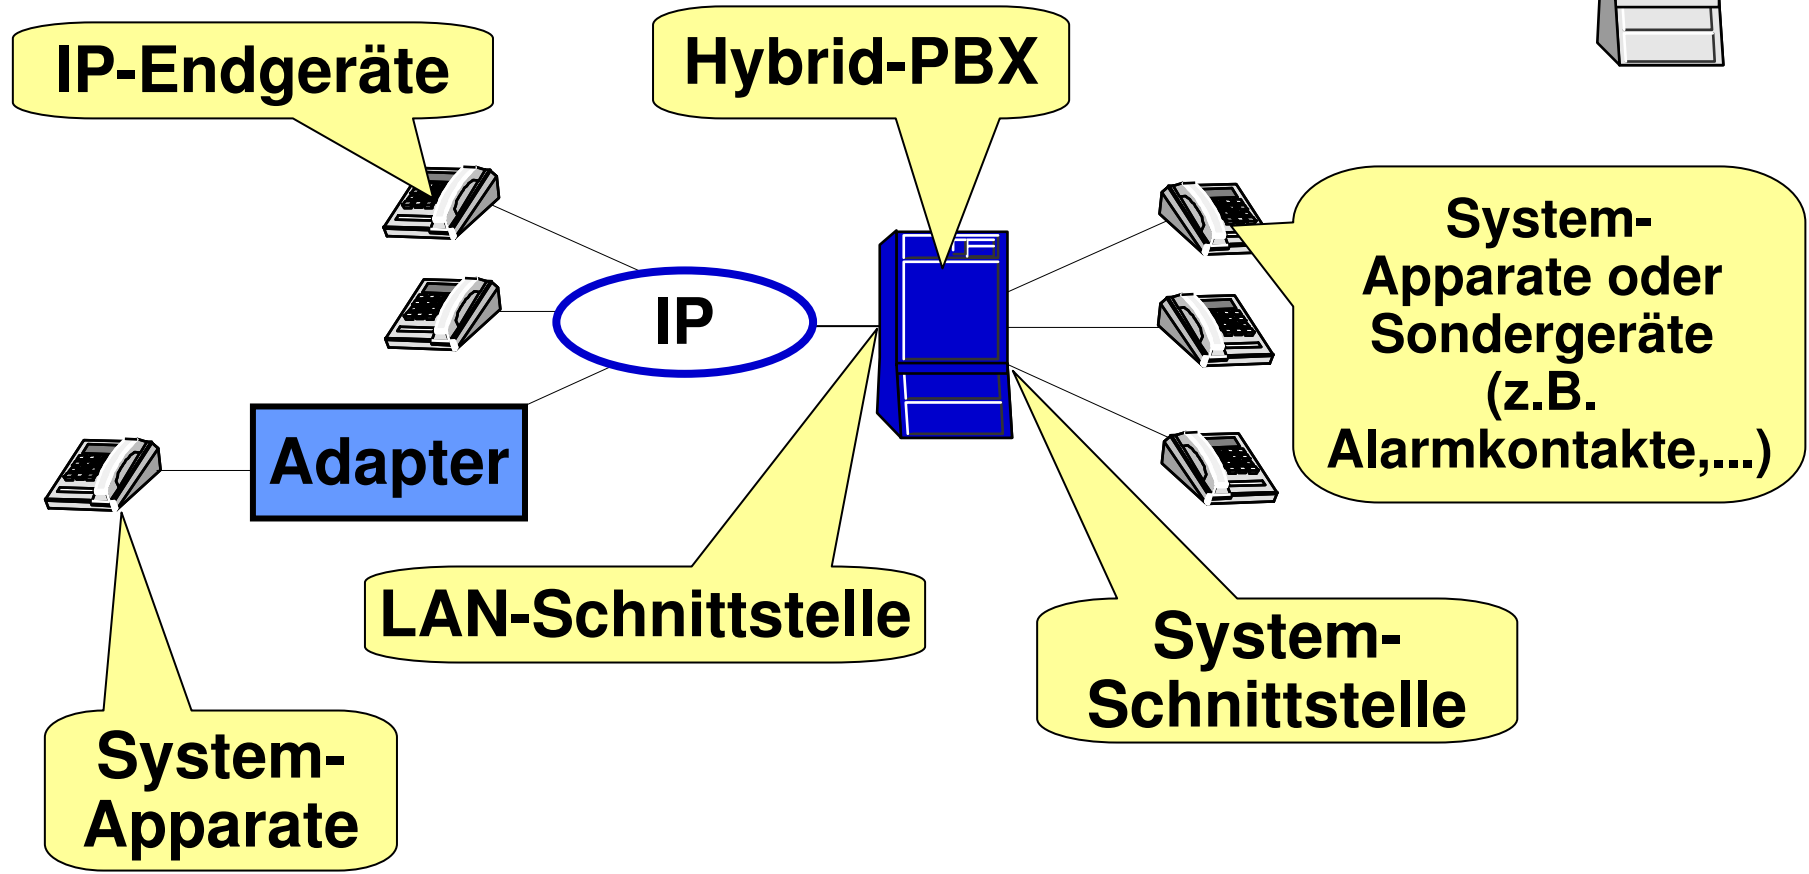 IP-Endgeräte
Hybrid-PBX
System-
Apparate oder
Sondergeräte
(z.B.
Alarmkontakte,...)
IP
Adapter
LAN-Schnittstelle
System-
Schnittstelle
System-
Apparate